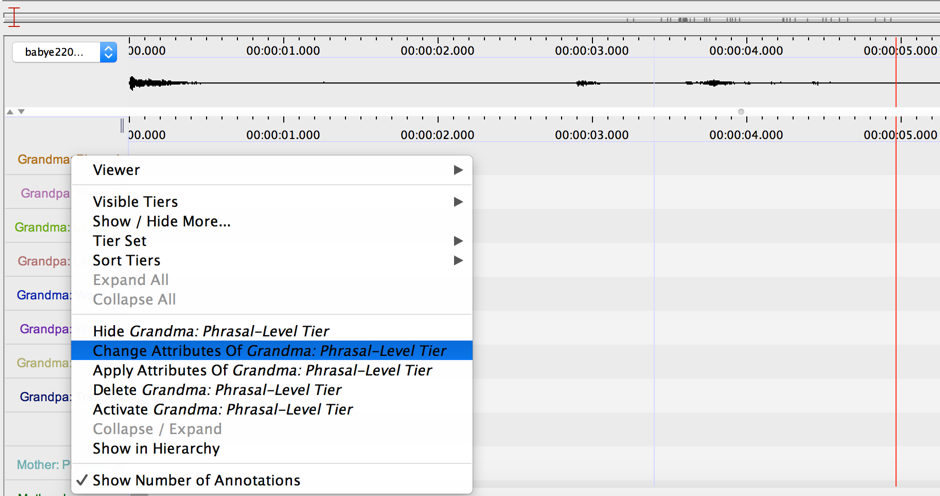 babye220...
00.000 00:00:01.000 00:00:02.000 00:00:03.000 00:00:04.000 00:00:05.000
00.000 00:00:01.000 00:00:02.000 00:00:03.000 00:00:04.000 00:00:05.000
Grandma:
Grandpa
Grandma:
Grandpa:
Grandma:
Grandpa:
Grandma:
Grandpa:
Mother: P
Viewer
Visible Tiers
Show / Hide More...
Tier Set
Sort Tiers
Expand All
Collapse All
Hide Grandma: Phrasal-Level Tier
Change Attributes Of Grandma: Phrasal-Level Tier
Apply Attributes Of Grandma: Phrasal-Level Tier
Delete Grandma: Phrasal-Level Tier
Activate Grandma: Phrasal-Level Tier
Collapse / Expand
Show in Hierarchy
✓ Show Number of Annotations